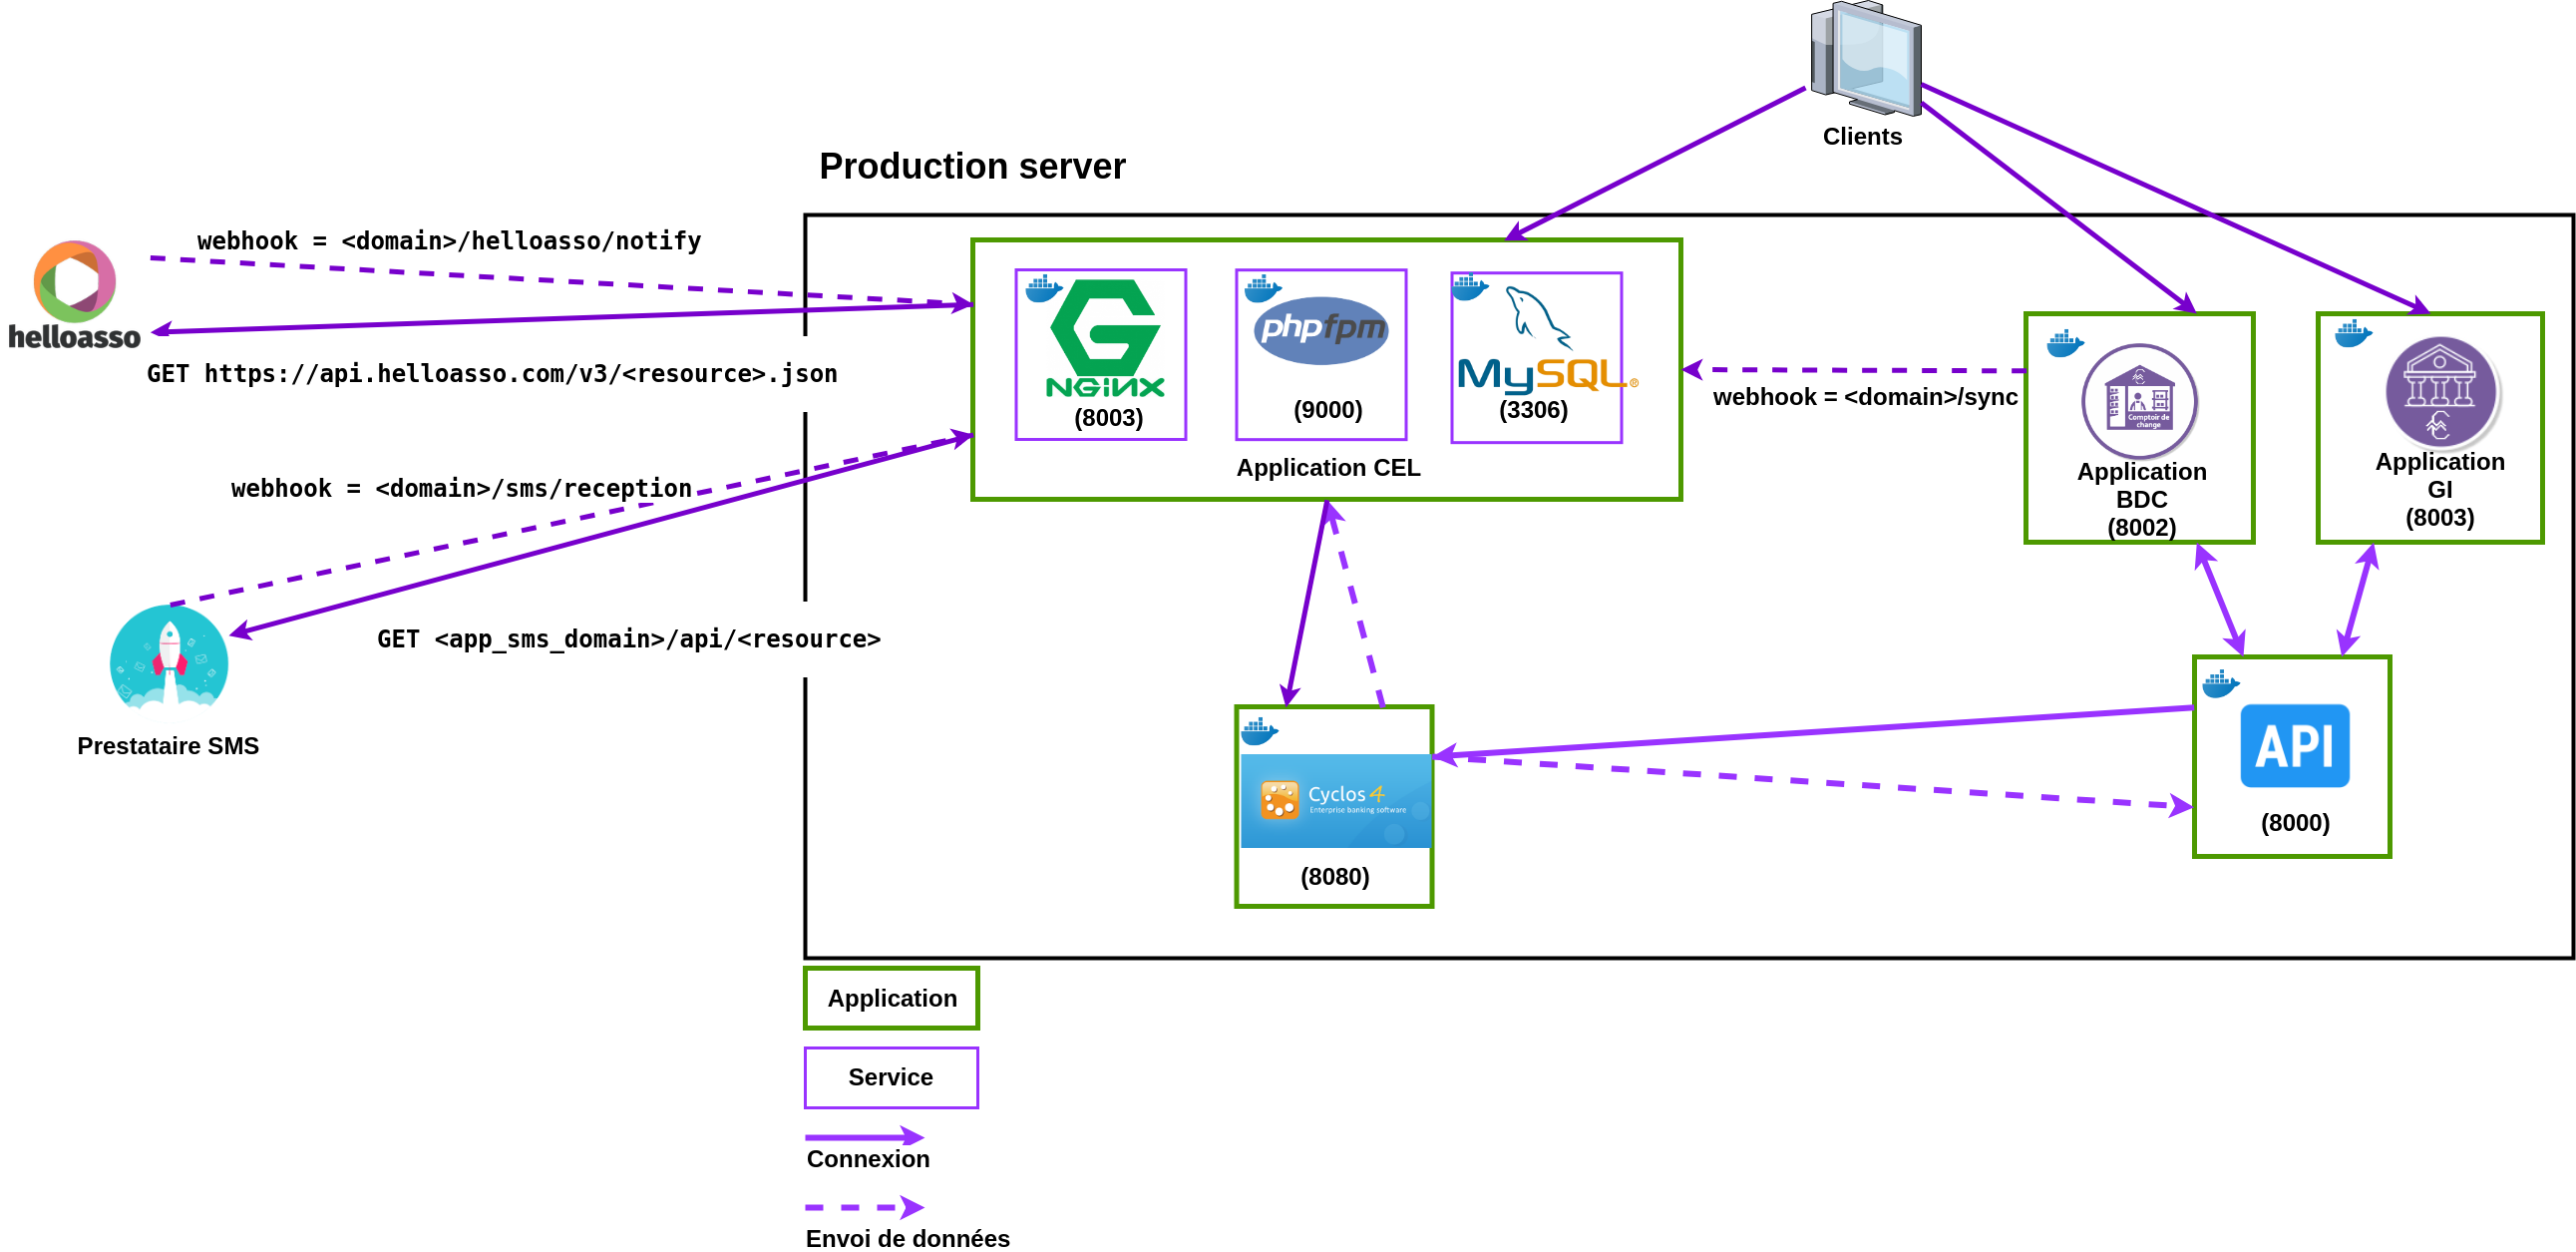 Clients
Production server
webhook = <domain>/helloasso/notify
helloasso
GET https://api.helloasso.com/v3/<resource>.json
NGiNX
(8003)
php fpm
(9000)
MySQL®
(3306)
Application CEL
webhook = <domain>/sync
Comptoir de
change
Application
BDC
(8002)
Application
GI
(8003)
webhook = <domain>/sms/reception
GET <app_sms_domain>/api/<resource>
Prestataire SMS
Cyclos 4
Enterprise banking software
(8080)
API
(8000)
Application
Service
Connexion
Envoi de données